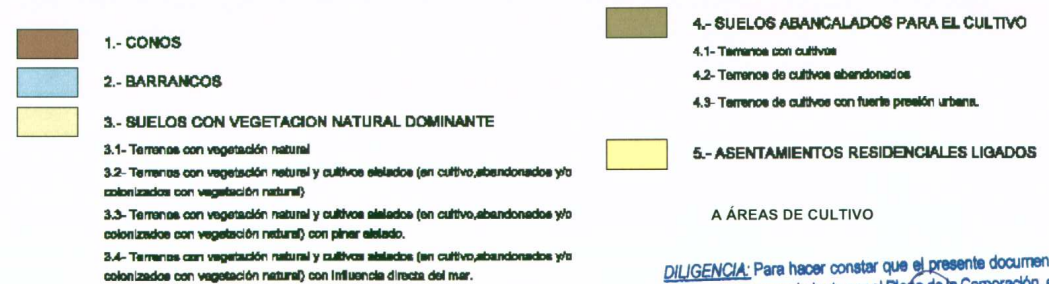 1.- CONOS
2.- BARRANCOS
3.- SUELOS CON VEGETACION NATURAL DOMINANTE
3.1- Terrenos con vegetación natural
3.2- Terrenos con vegetación natural y cultivos aislados (en cultivo,abandonados y/o
colonizados con vegetación natural)
3.3- Terrenos con vegetación natural y cultivos aislados (en cultivo,abandonados y/o
colonizados con vegetación natural) con pinar aislado.
3.4- Terrenos con vegetación natural y cultivos aislados (en cultivo,abandonados y/o
colonizados con vegetación natural) con influencia directa del mar.
4.- SUELOS ABANCALADOS PARA EL CULTIVO
4.1- Terrenos con cultivos
4.2- Terrenos de cultivos abandonados
4.3- Terrenos de cultivos con fuerte presión urbana.
5.- ASENTAMIENTOS RESIDENCIALES LIGADOS
A ÁREAS DE CULTIVO
DILIGENCIA: Para hacer constar que el presente documen
Pleno de la Corporación,